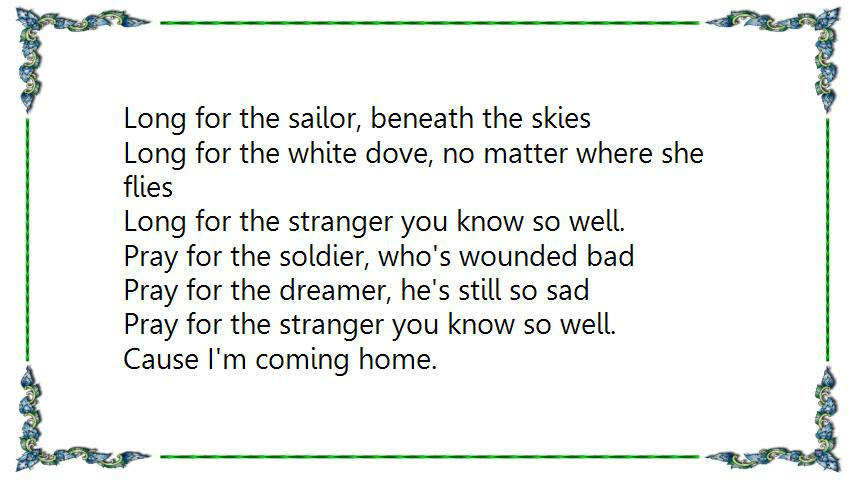 Long for the sailor, beneath the skies
Long for the white dove, no matter where she
flies
Long for the stranger you know so well.
Pray for the soldier, who's wounded bad
Pray for the dreamer, he's still so sad
Pray for the stranger you know so well.
Cause I'm coming home.